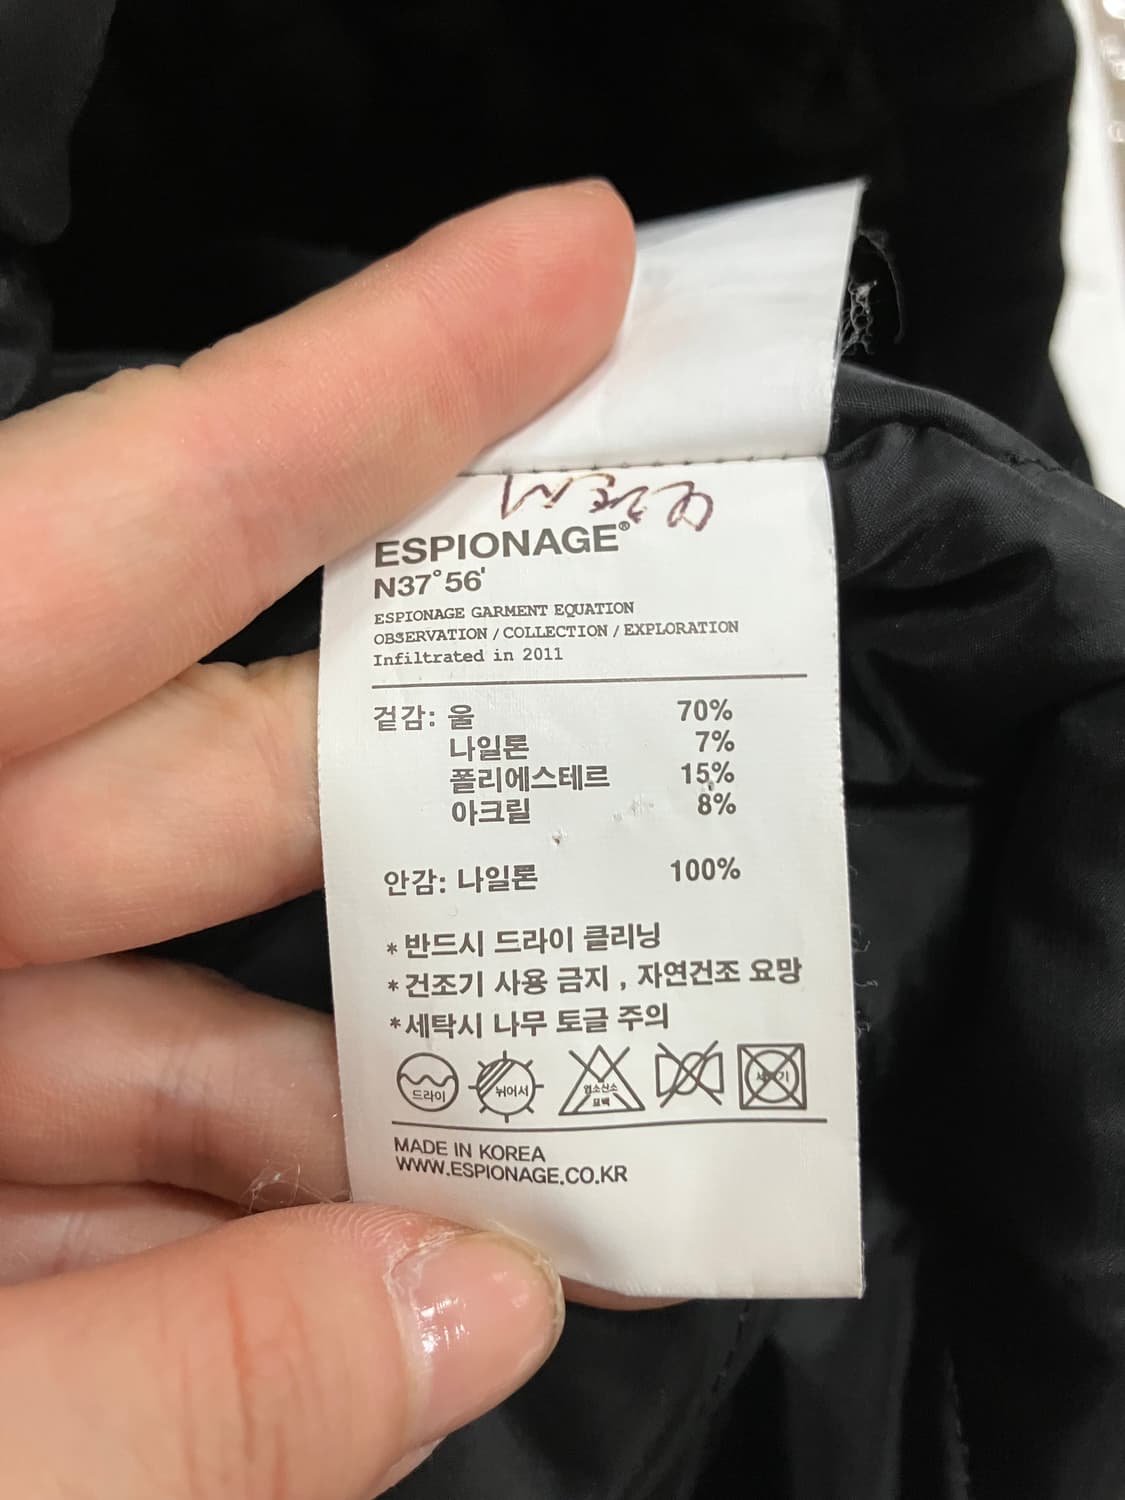 ESPIONAGE®
N37°56'
ESPIONAGE GARMENT EQUATION
OBSERVATION / COLLECTION / EXPLORATION
Infiltrated in 2011
겉감: 울 70%
나일론 7%
폴리에스테르 15%
아크릴 8%
안감: 나일론 100%
*반드시 드라이 클리닝
*건조기 사용 금지 , 자연건조 요망
*세탁시 나무 토글 주의
드라이 뉘어서 염소산소
표백
MADE IN KOREA
WWW.ESPIONAGE.CO.KR